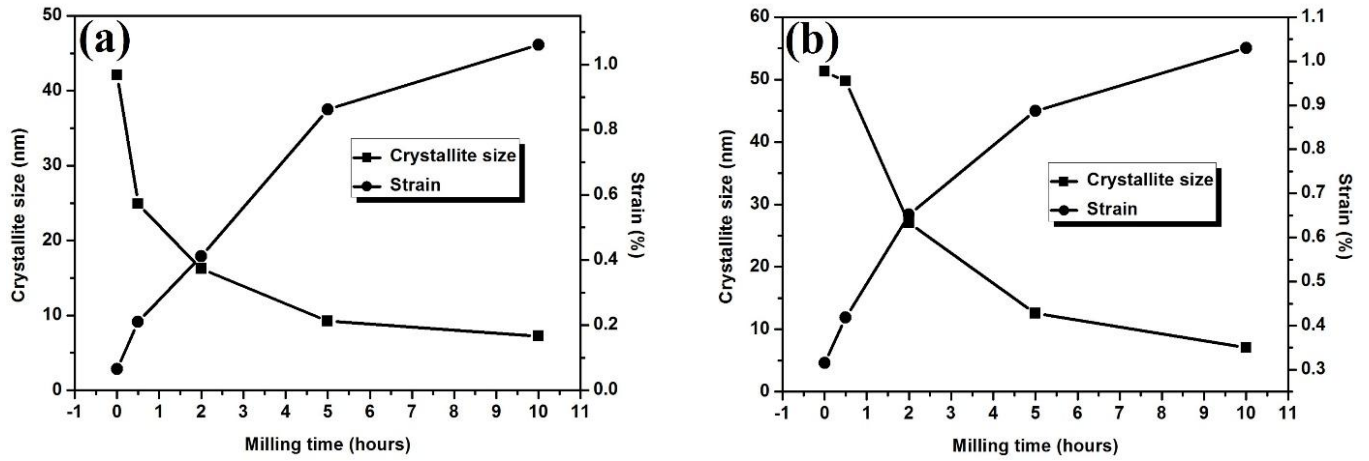 (a)
50
40
30
20
10
0
Crystallite size (nm)
1.0
0.8
0.6
0.4
0.2
0.0
Strain (%)
Crystallite size
Strain
-1 0 1 2 3 4 5 6 7 8 9 10 11
Milling time (hours)
(b)
60
50
40
30
20
10
0
Crystallite size (nm)
1.1
1.0
0.9
0.8
0.7
0.6
0.5
0.4
0.3
Strain (%)
Crystallite size
Strain
-1 0 1 2 3 4 5 6 7 8 9 10 11
Milling time (hours)